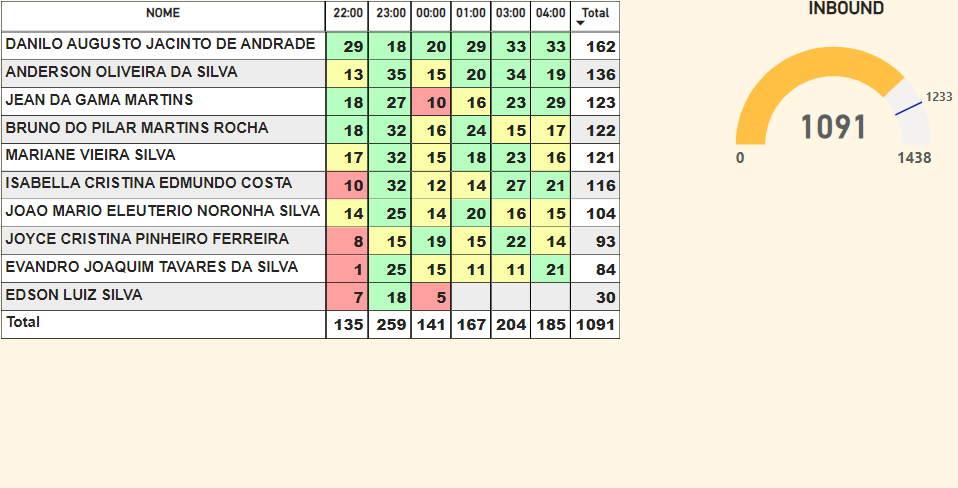 NOME 22:00 23:00 00:00 01:00 03:00 04:00 Total
DANILO AUGUSTO JACINTO DE ANDRADE 29 18 20 29 33 33 162
ANDERSON OLIVEIRA DA SILVA 13 35 15 20 34 19 136
JEAN DA GAMA MARTINS 18 27 10 16 23 29 123
BRUNO DO PILAR MARTINS ROCHA 18 32 16 24 15 17 122
MARIANE VIEIRA SILVA 17 32 15 18 23 16 121
ISABELLA CRISTINA EDMUNDO COSTA 10 32 12 14 27 21 116
JOAO MARIO ELEUTERIO NORONHA SILVA 14 25 14 20 16 15 104
JOYCE CRISTINA PINHEIRO FERREIRA 8 15 19 15 22 14 93
EVANDRO JOAQUIM TAVARES DA SILVA 1 25 15 11 11 21 84
EDSON LUIZ SILVA 7 18 5 30
Total 135 259 141 167 204 185 1091
INBOUND
1233
1091
0 1438